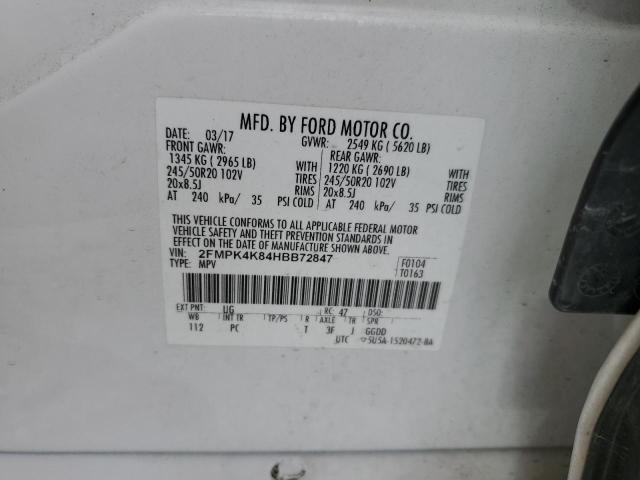 MFD. BY FORD MOTOR CO.
DATE: 03/17 GVWR: 2549 KG ( 5620 LB)
FRONT GAWR: REAR GAWR:
1345 KG ( 2965 LB) WITH 1220 KG ( 2690 LB) WITH
245/50R20 102V TIRES 245/50R20 102V TIRES
20x8.5J RIMS 20x8.5J RIMS
AT 240 kPa/ 35 PSI COLD AT 240 kPa/ 35 PSI COLD
THIS VEHICLE CONFORMS TO ALL APPLICABLE FEDERAL MOTOR
VEHICLE SAFETY AND THEFT PREVENTION STANDARDS IN
EFFECT ON THE DATE OF MANUFACTURE SHOWN ABOVE.
VIN: 2FMPK4K84HBB72847 F0104
TYPE: MPV T0163
EXT PNT: UG RC: 47 DSO:
WB INT TR TP/PS R AXLE TR SPR
112 PC T 3F J GGDD
UTC 5U5A-1520472-BA